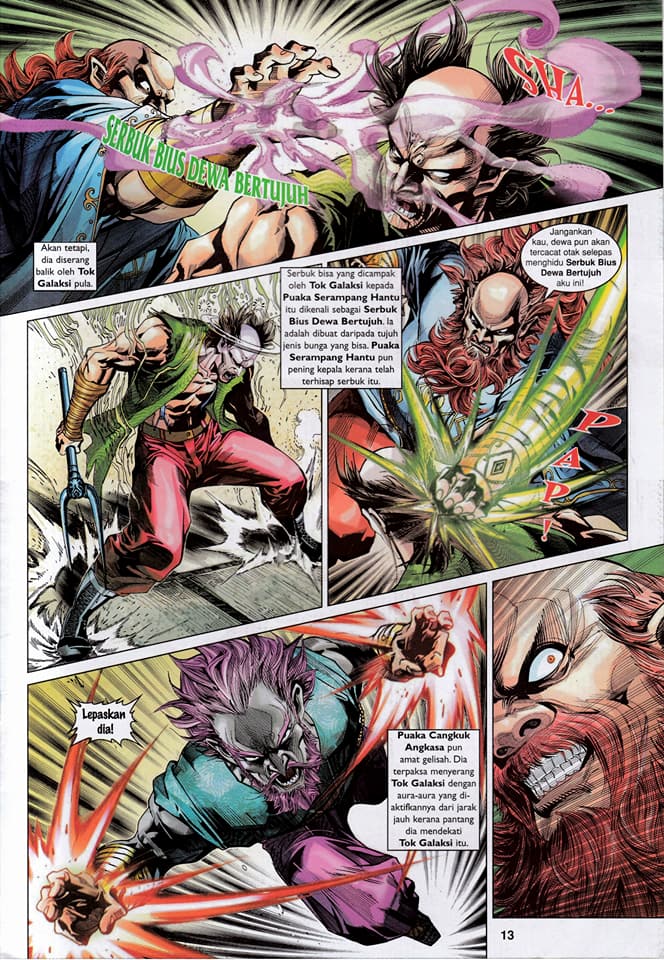 SHA...
SERBUK BIUS DEWA BERTUJUH
Akan tetapi,
dia diserang
balik oleh Tok
Galaksi pula.
Serbuk bisa yang dicampak
oleh Tok Galaksi kepada
Puaka Serampang Hantu
itu dikenali sebagai Serbuk
Bius Dewa Bertujuh. Ia
adalah dibuat daripada tujuh
jenis bunga yang bisa. Puaka
Serampang Hantu pun
pening kepala kerana telah
terhisap serbuk itu.
Jangankan
kau, dewa pun akan
tercacat otak selepas
menghidu Serbuk Bius
Dewa Bertujuh
aku ini!
PAP!
Lepaskan
dia!
Puaka Cangkuk
Angkasa pun
amat gelisah. Dia
terpaksa menyerang
Tok Galaksi dengan
aura-aura yang di-
aktifkannya dari jarak
jauh kerana pantang
dia mendekati
Tok Galaksi itu.
13